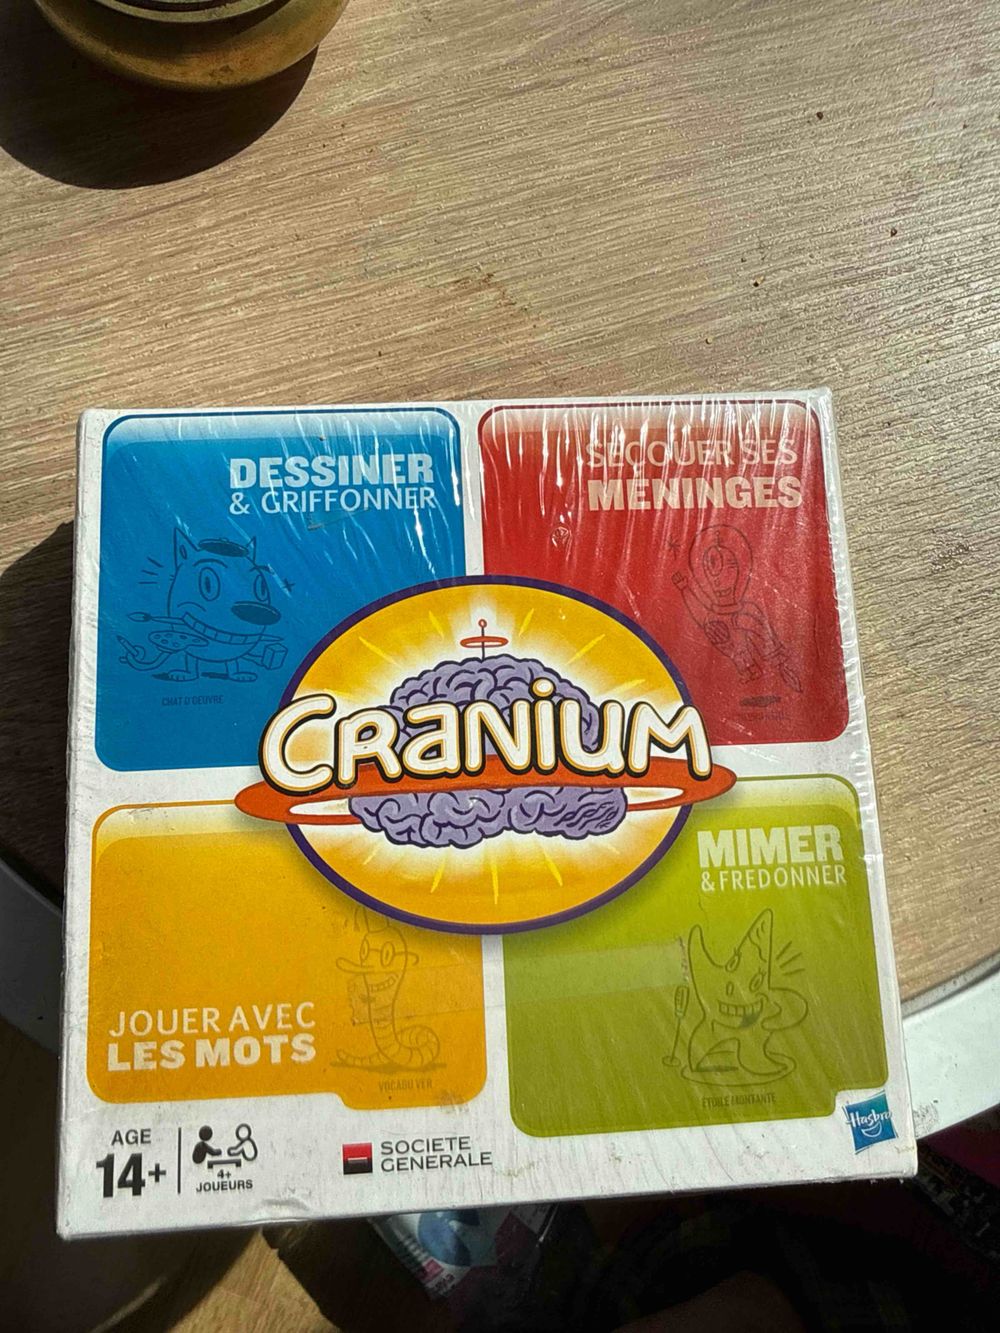 DESSINER
& GRIFFONNER
CHAT D'OEUVRE
SECOUER SES
MÉNINGES
CRANIUM
MIMER
& FREDONNER
ETOILE MONTANTE
JOUER AVEC
LES MOTS
VOCABU VER
AGE
14+
4+
JOUEURS
SOCIETE
GENERALE
Hasbro